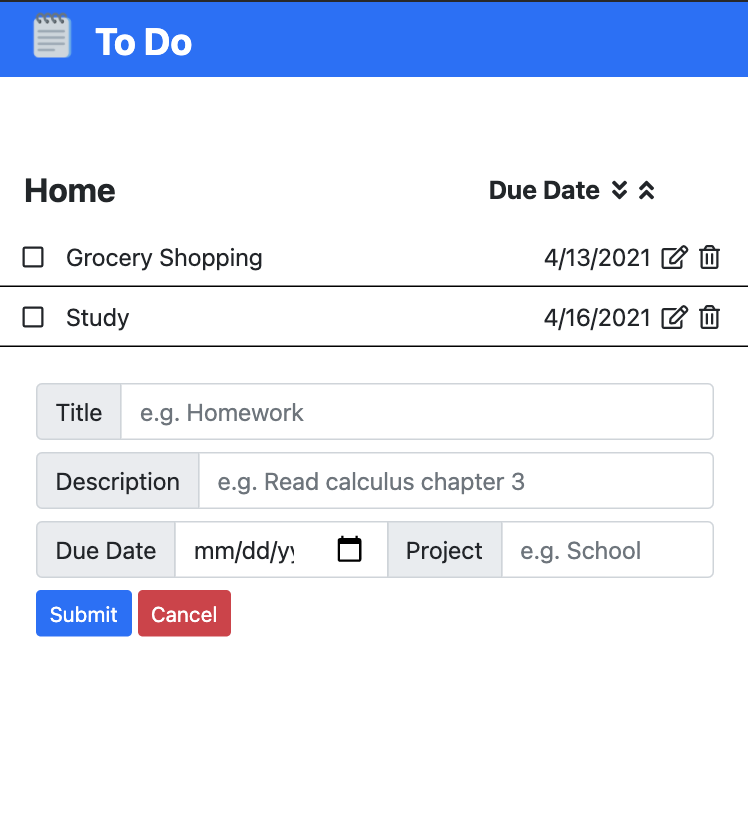 To Do
Home Due Date
Grocery Shopping 4/13/2021
Study 4/16/2021
Title e.g. Homework
Description e.g. Read calculus chapter 3
Due Date mm/dd/yy Project e.g. School
Submit Cancel